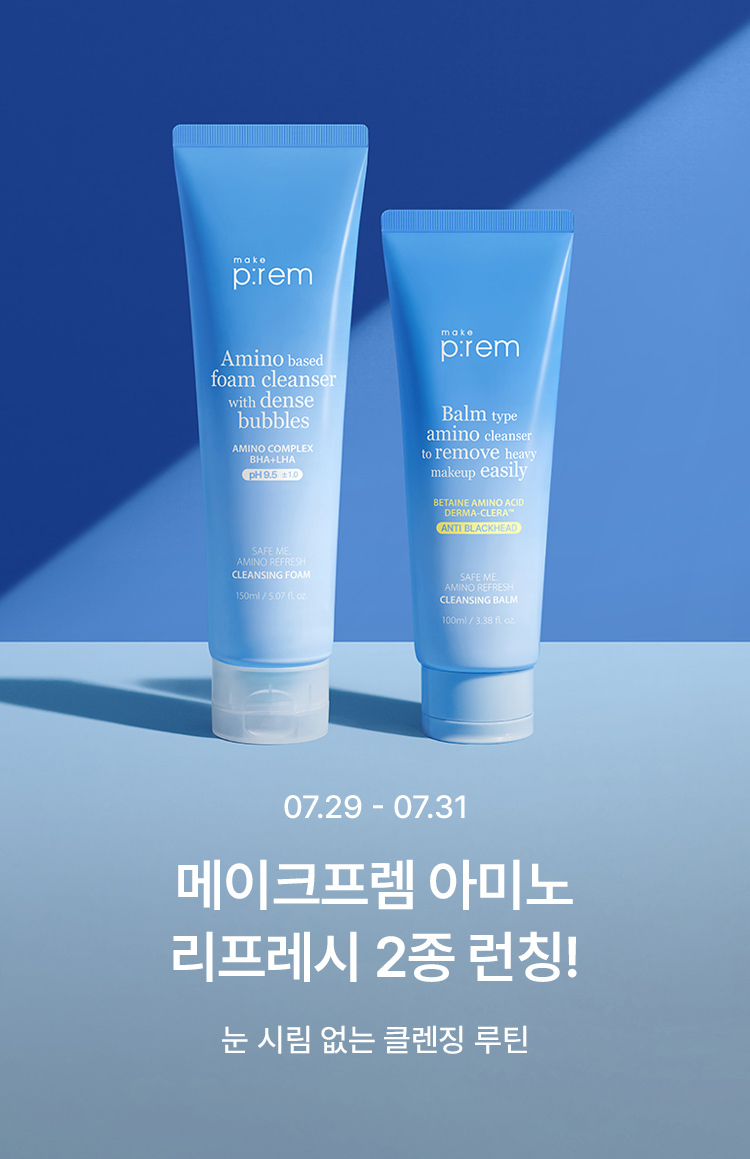 make
p:rem
Amino based
foam cleanser
with dense
bubbles
AMINO COMPLEX
BHA+LHA
pH 9.5 ±1.0
SAFE ME.
AMINO REFRESH
CLEANSING FOAM
150ml / 5.07 fl. oz.
make
p:rem
Balm type
amino cleanser
to remove heavy
makeup easily
BETAINE AMINO ACID
DERMA-CLERA™
ANTI BLACKHEAD
SAFE ME.
AMINO REFRESH
CLEANSING BALM
100ml / 3.38 fl. oz.
07.29 - 07.31
메이크프렘 아미노
리프레시 2종 런칭!
눈 시림 없는 클렌징 루틴